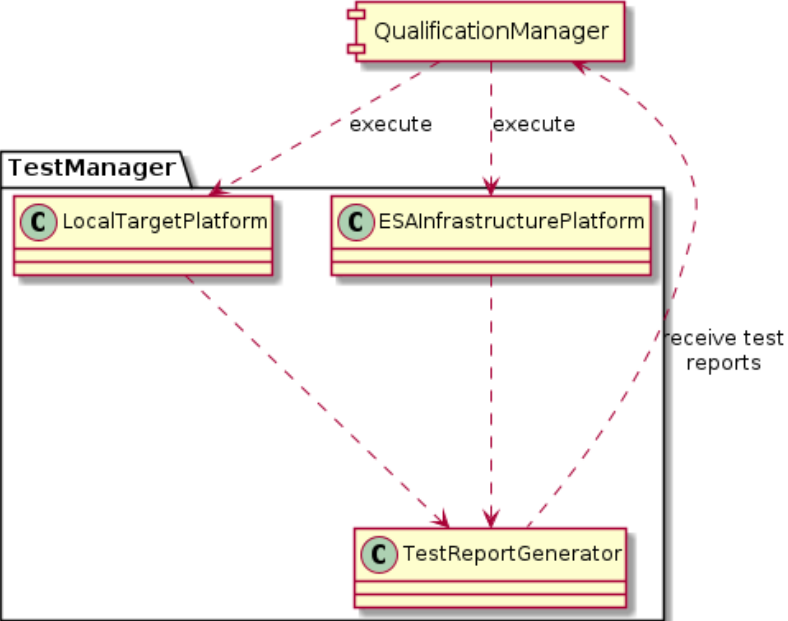 QualificationManager
execute
execute
TestManager
C LocalTargetPlatform
C ESAInfrastructurePlatform
receive test
reports
C TestReportGenerator